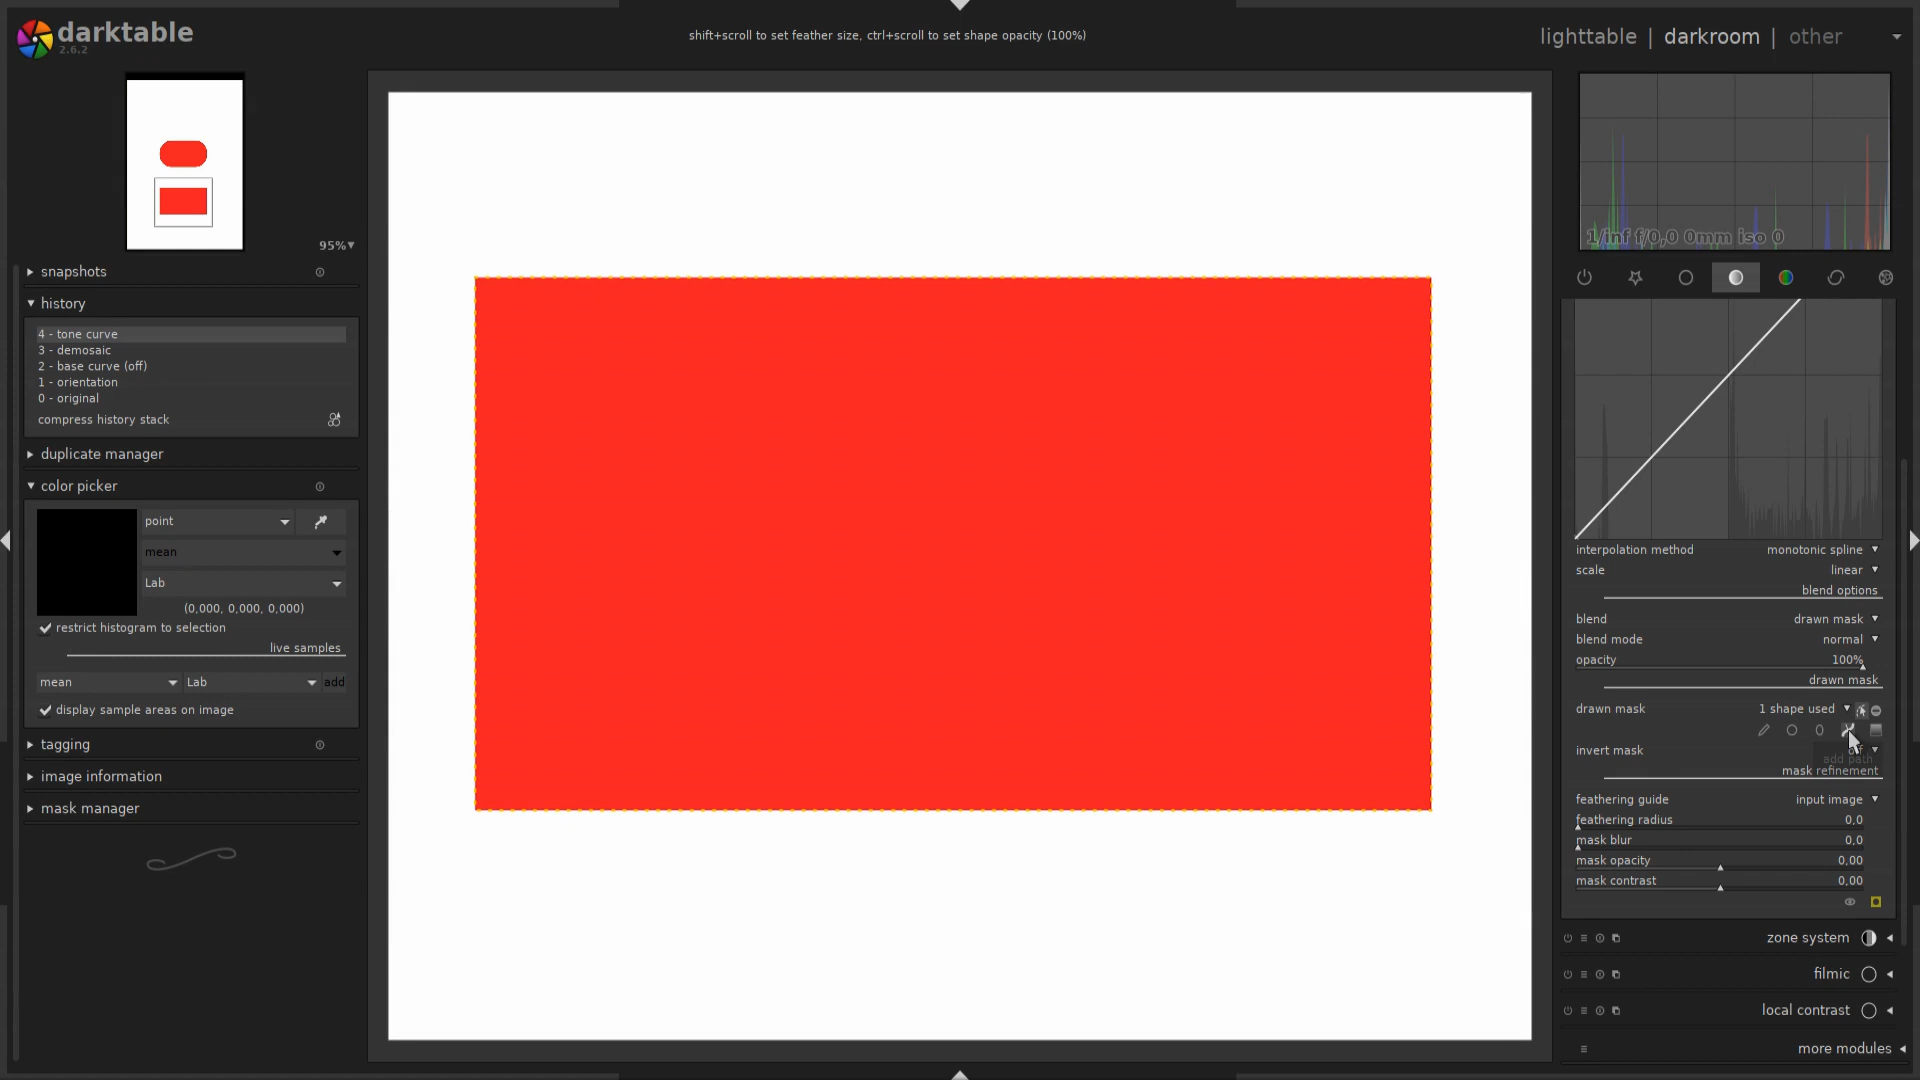 darktable
2.6.2
shift+scroll to set feather size, ctrl+scroll to set shape opacity (100%)
lighttable | darkroom | other
95%
snapshots
history
4 - tone curve
3 - demosaic
2 - base curve (off)
1 - orientation
0 - original
compress history stack
duplicate manager
color picker
point
mean
Lab
(0,000, 0,000, 0,000)
restrict histogram to selection
live samples
mean Lab add
display sample areas on image
tagging
image information
mask manager
1/inf f/0,0 0mm iso 0
interpolation method monotonic spline
scale linear
blend options
blend drawn mask
blend mode normal
opacity 100%
drawn mask
drawn mask 1 shape used
invert mask off
add path
mask refinement
feathering guide input image
feathering radius 0,0
mask blur 0,0
mask opacity 0,00
mask contrast 0,00
zone system
filmic
local contrast
more modules